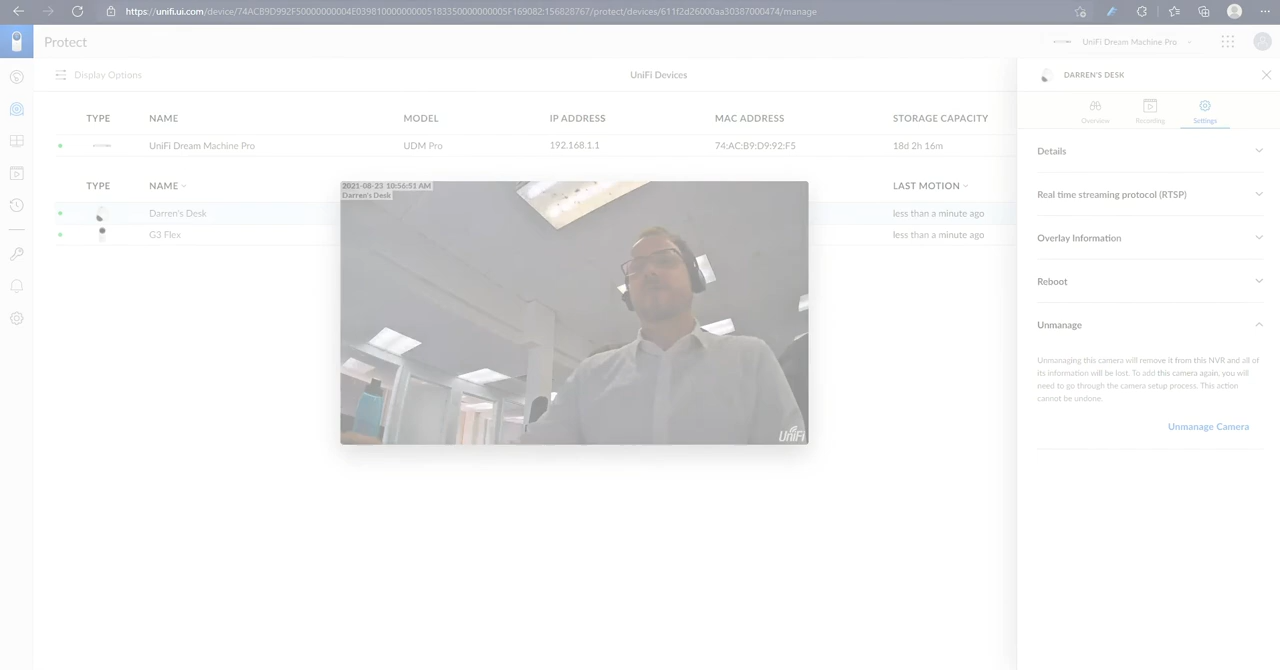 https://unifi.ui.com/device/74ACB9D992F50000000004E039810000000005183350000000005F169082:156828767/protect/devices/611f2d26000aa30387000474/manage
Protect
UniFi Dream Machine Pro
Display Options
UniFi Devices
DARREN'S DESK
Overview
Recording
Settings
TYPE NAME MODEL IP ADDRESS MAC ADDRESS STORAGE CAPACITY
UniFi Dream Machine Pro UDM Pro 192.168.1.1 74:AC:B9:D9:92:F5 18d 2h 16m
TYPE NAME LAST MOTION
Darren's Desk less than a minute ago
G3 Flex less than a minute ago
2021-08-23 10:56:51 AM
Darren's Desk
UniFi
Details
Real time streaming protocol (RTSP)
Overlay Information
Reboot
Unmanage
Unmanaging this camera will remove it from this NVR and all of
its information will be lost. To add this camera again, you will
need to go through the camera setup process. This action
cannot be undone.
Unmanage Camera